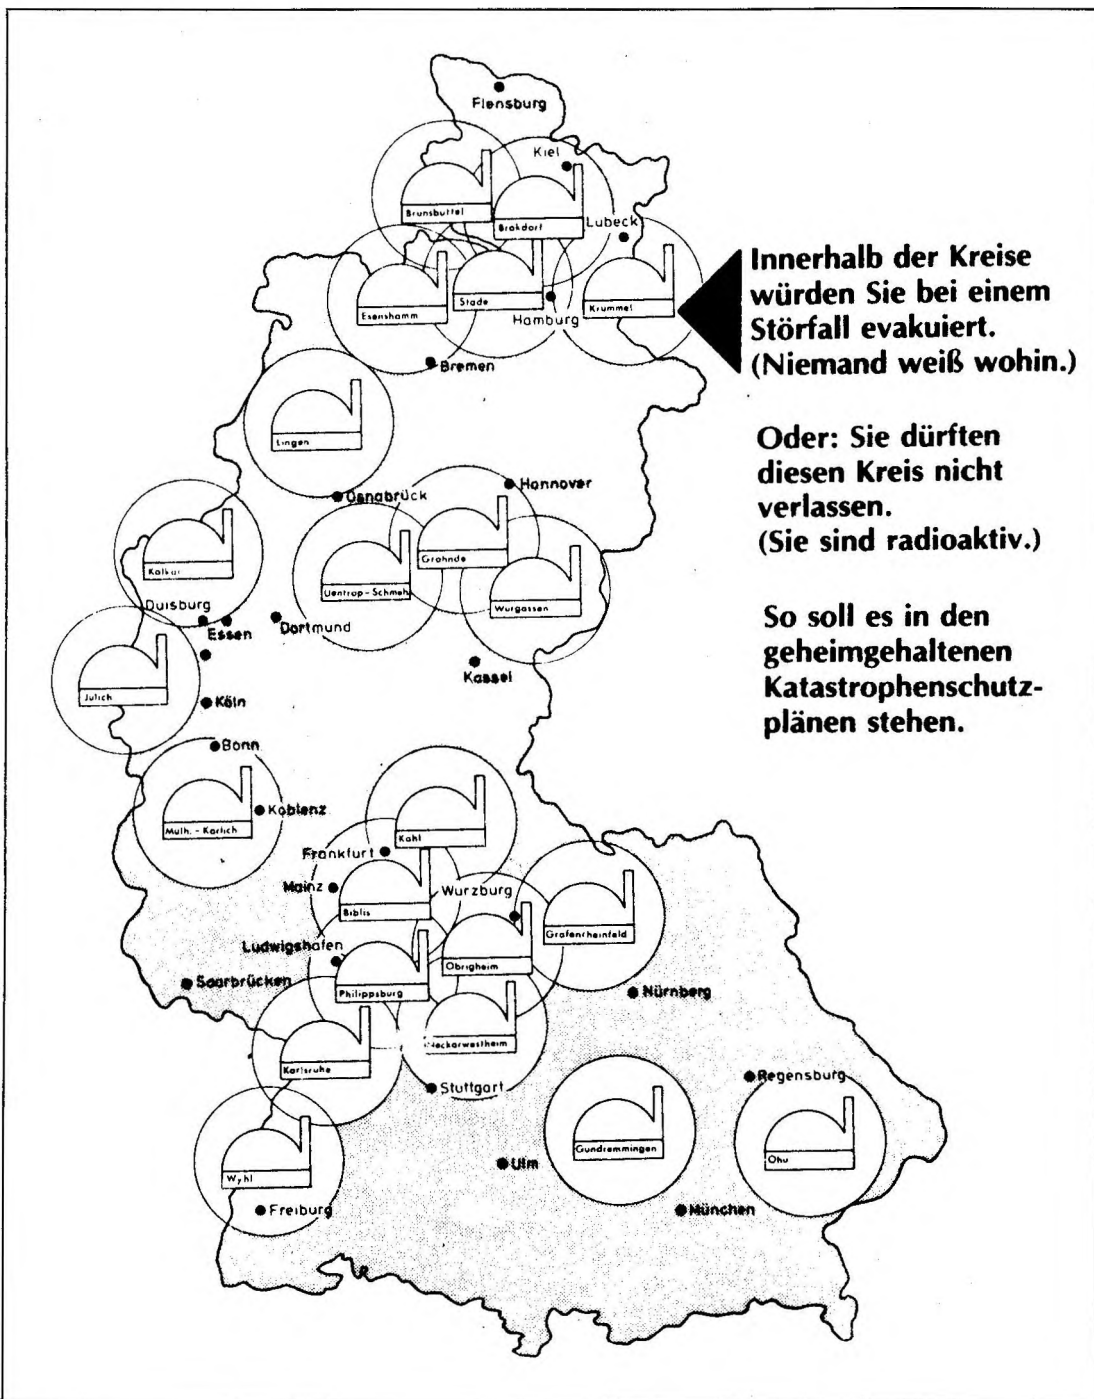 Flensburg
Kiel
Brunsbuttel
Brokdorf
Lubeck
Esenshamm
Stade
Hamburg
Krummel
Bremen
Lingen
Osnabrück
Hannover
Grohnde
Kalkar
Uentrop-Schmeh
Wurgassen
Duisburg
Essen
Dortmund
Kassel
Julich
Köln
Bonn
Mulh.-Karlich
Koblenz
Kahl
Frankfurt
Mainz
Biblis
Wurzburg
Grafenrheinfeld
Ludwigshafen
Obrigheim
Saarbrücken
Philippsburg
Nürnberg
Neckarwestheim
Karlsruhe
Stuttgart
Regensburg
Gundremmingen
Ohu
Wyhl
Ulm
Freiburg
München
Innerhalb der Kreise
würden Sie bei einem
Störfall evakuiert.
(Niemand weiß wohin.)
Oder: Sie dürften
diesen Kreis nicht
verlassen.
(Sie sind radioaktiv.)
So soll es in den
geheimgehaltenen
Katastrophenschutz-
plänen stehen.